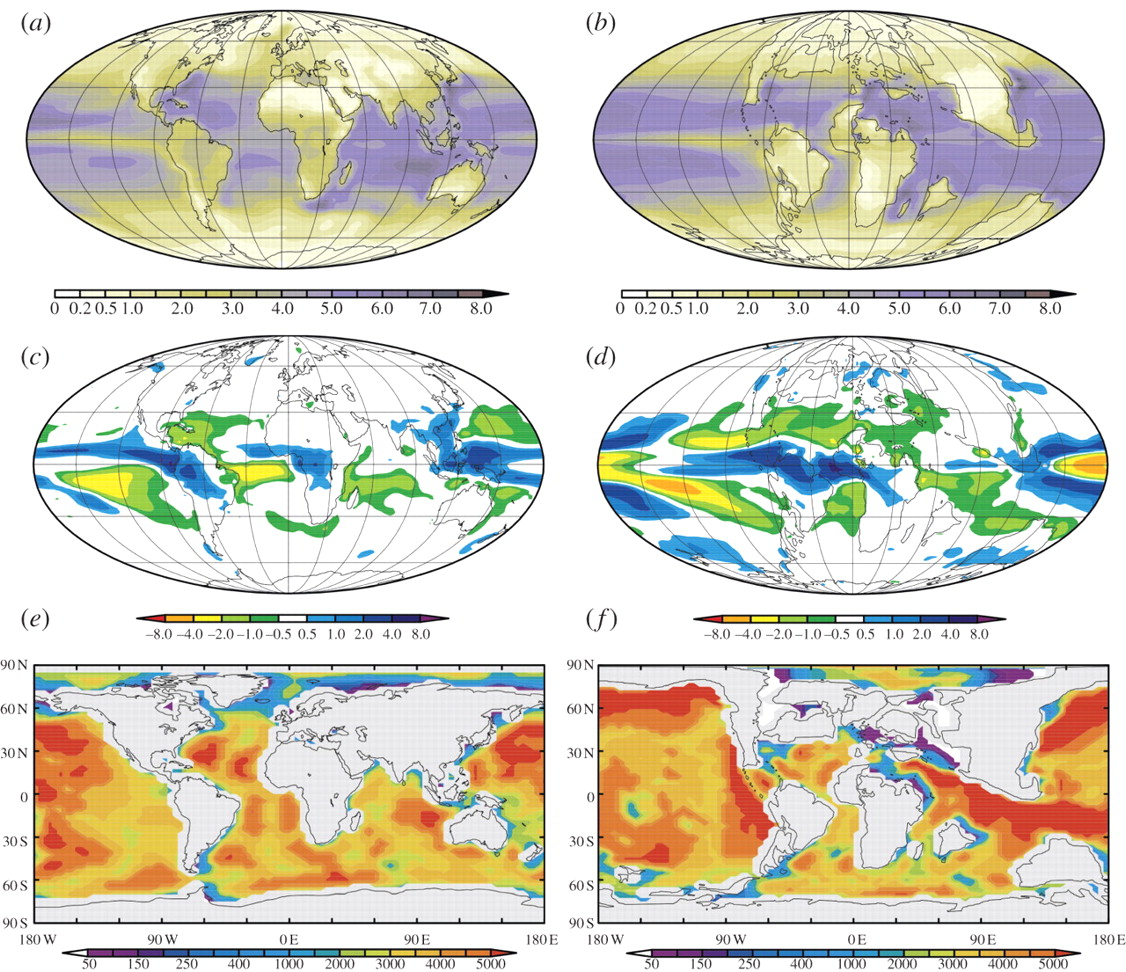 (a) (b)
0 0.2 0.5 1.0 2.0 3.0 4.0 5.0 6.0 7.0 8.0 0 0.2 0.5 1.0 2.0 3.0 4.0 5.0 6.0 7.0 8.0
(c) (d)
(e) (f)
−8.0 −4.0 −2.0 −1.0 −0.5 0.5 1.0 2.0 4.0 8.0 −8.0 −4.0 −2.0 −1.0 −0.5 0.5 1.0 2.0 4.0 8.0
90 N 90 N
60 N 60 N
30 N 30 N
0 0
30 S 30 S
60 S 60 S
90 S 90 S
180 W 90 W 0 E 90 E 180 E 180 W 90 W 0 E 90 E 180 E
50 150 250 400 1000 2000 3000 4000 5000 50 150 250 400 1000 2000 3000 4000 5000